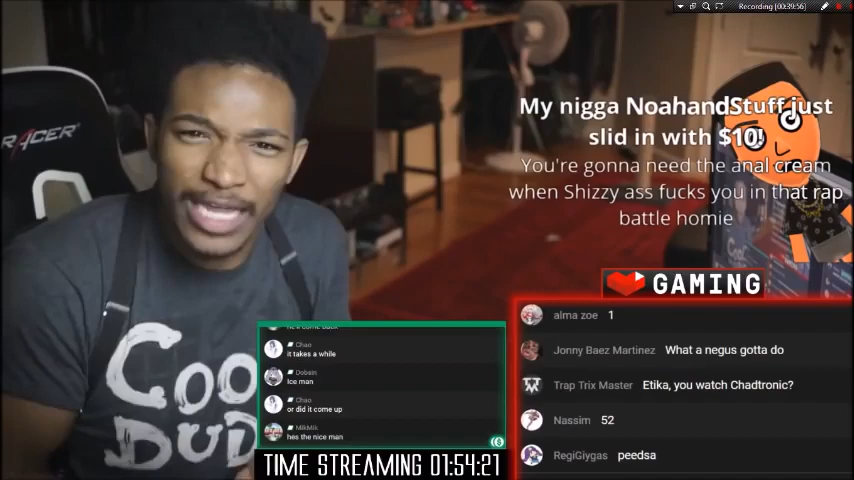 Recording [00:39:56]
RACER
My nigga NoahandStuff just
slid in with $10!
You're gonna need the anal cream
when Shizzy ass fucks you in that rap
battle homie
GAMING
COOL
DUD
Chao
it takes a while
Dobein
Ice man
Chao
or did it come up
MikMik
hes the nice man
alma zoe 1
Jonny Baez Martinez What a negus gotta do
Trap Trix Master Etika, you watch Chadtronic?
Nassim 52
RegiGiygas peedsa
TIME STREAMING 01:54:21